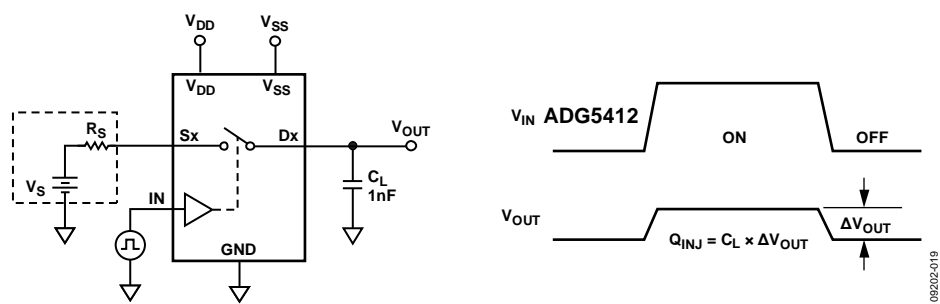 VDD VSS
VDD VSS
RS Sx Dx VOUT
VS
IN
CL
1nF
GND
VIN ADG5412
ON OFF
VOUT
ΔVOUT
QINJ = CL × ΔVOUT
09202-019